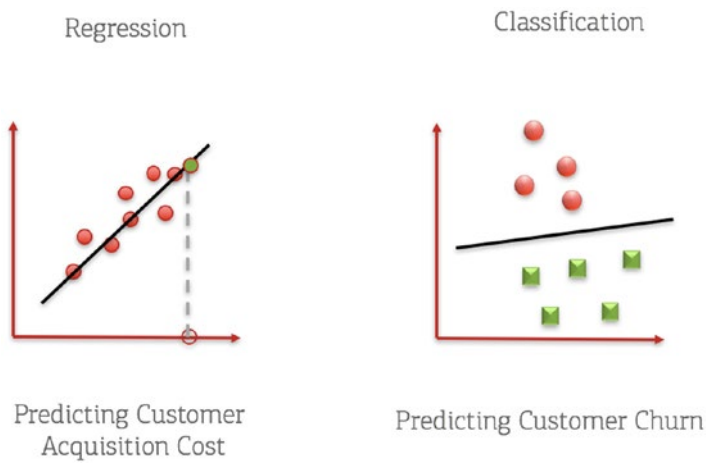 Regression
Classification
Predicting Customer
Acquisition Cost
Predicting Customer Churn